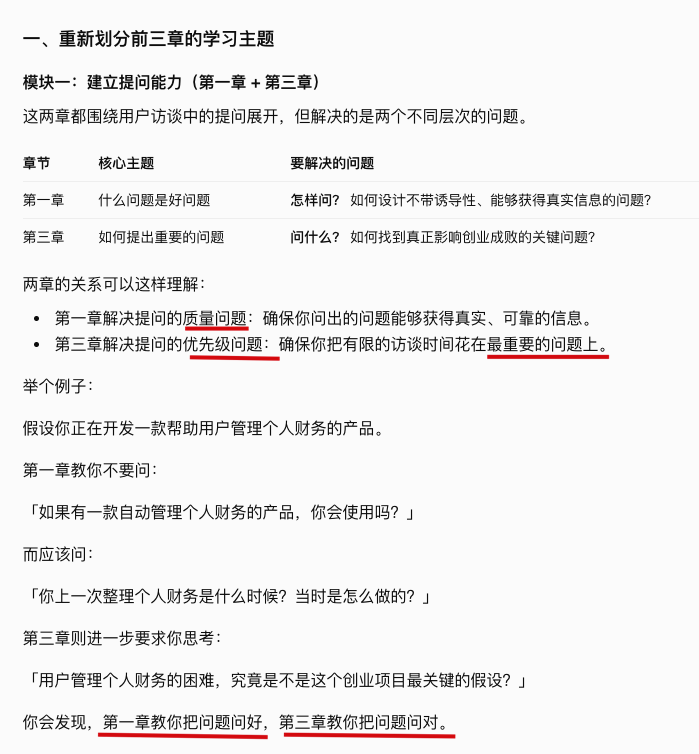 一、重新划分前三章的学习主题
模块一：建立提问能力（第一章 + 第三章）
这两章都围绕用户访谈中的提问展开，但解决的是两个不同层次的问题。
章节 核心主题 要解决的问题
第一章 什么问题是好问题 怎样问？ 如何设计不带诱导性、能够获得真实信息的问题？
第三章 如何提出重要的问题 问什么？ 如何找到真正影响创业成败的关键问题？
两章的关系可以这样理解：
• 第一章解决提问的质量问题：确保你问出的问题能够获得真实、可靠的信息。
• 第三章解决提问的优先级问题：确保你把有限的访谈时间花在最重要的问题上。
举个例子：
假设你正在开发一款帮助用户管理个人财务的产品。
第一章教你不要问：
「如果有一款自动管理个人财务的产品，你会使用吗？」
而应该问：
「你上一次整理个人财务是什么时候？当时是怎么做的？」
第三章则进一步要求你思考：
「用户管理个人财务的困难，究竟是不是这个创业项目最关键的假设？」
你会发现，第一章教你把问题问好，第三章教你把问题问对。